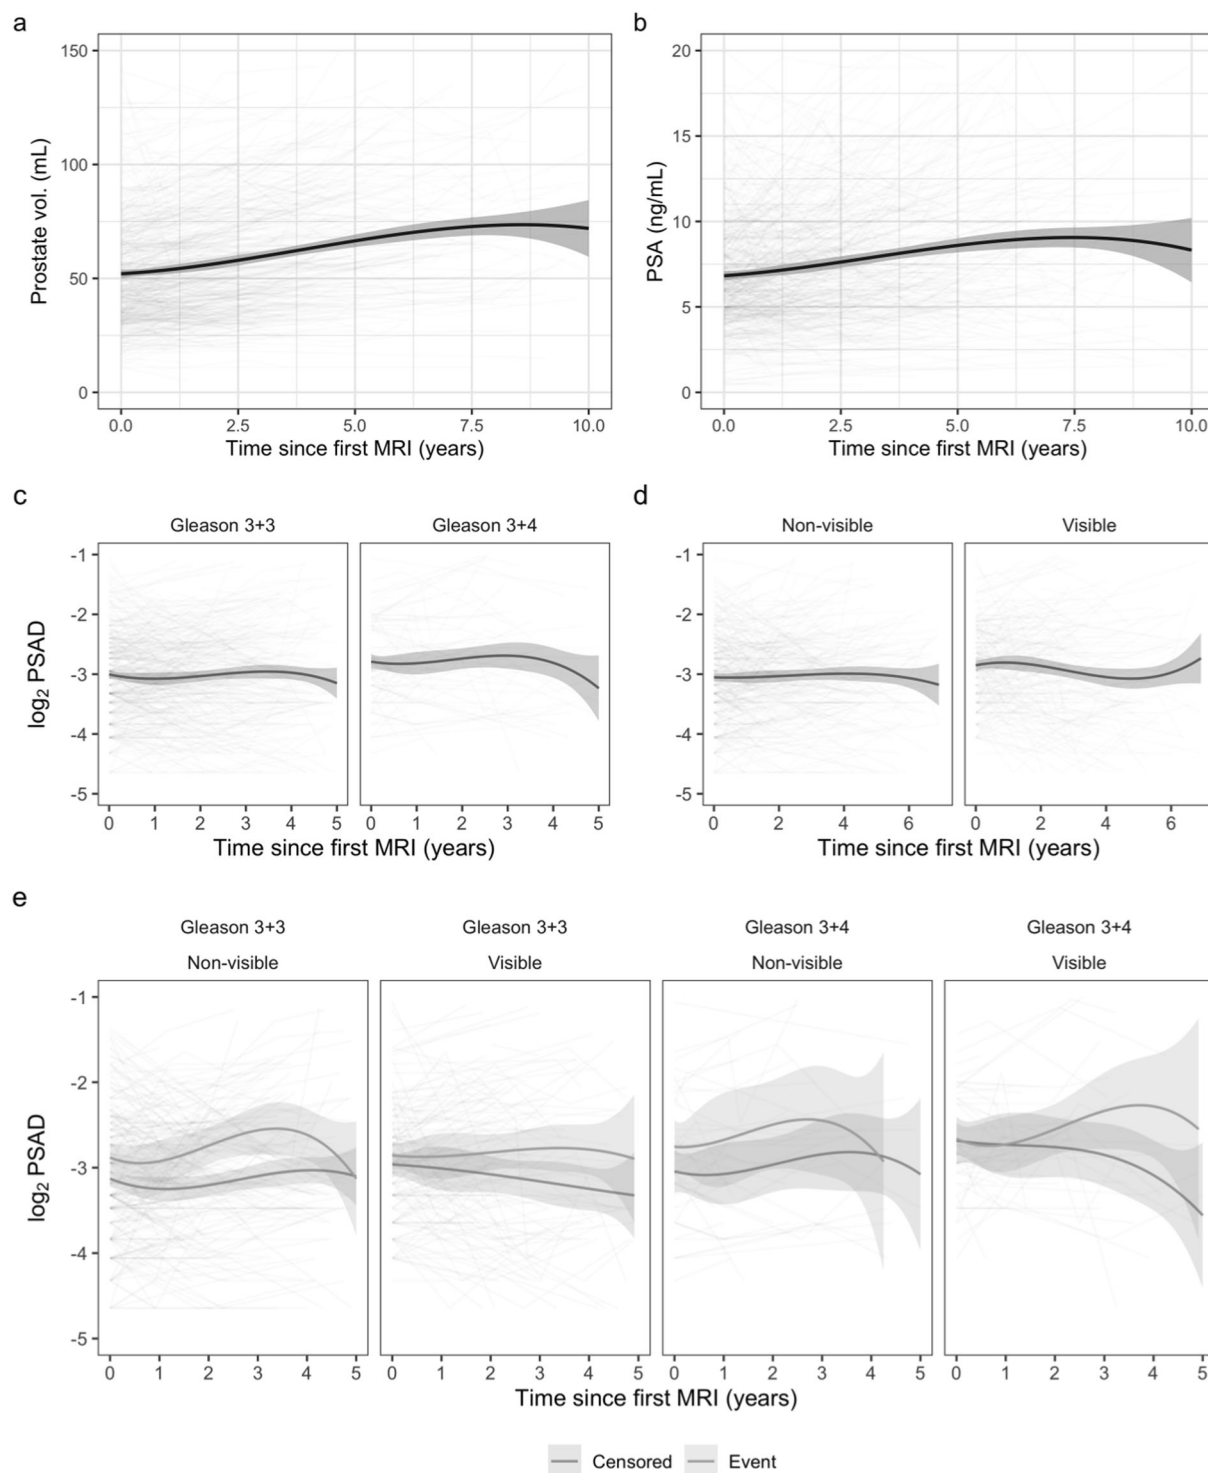 a
b
150
100
50
0
Prostate vol. (mL)
0.0 2.5 5.0 7.5 10.0
Time since first MRI (years)
20
15
10
5
0
PSA (ng/mL)
0.0 2.5 5.0 7.5 10.0
Time since first MRI (years)
c
Gleason 3+3 Gleason 3+4
-1
-2
-3
-4
-5
log₂ PSAD
0 1 2 3 4 5 0 1 2 3 4 5
Time since first MRI (years)
d
Non-visible Visible
-1
-2
-3
-4
-5
0 2 4 6 0 2 4 6
Time since first MRI (years)
e
Gleason 3+3 Gleason 3+3 Gleason 3+4 Gleason 3+4
Non-visible Visible Non-visible Visible
-1
-2
-3
-4
-5
log₂ PSAD
0 1 2 3 4 5 0 1 2 3 4 5 0 1 2 3 4 5 0 1 2 3 4 5
Time since first MRI (years)
Censored Event